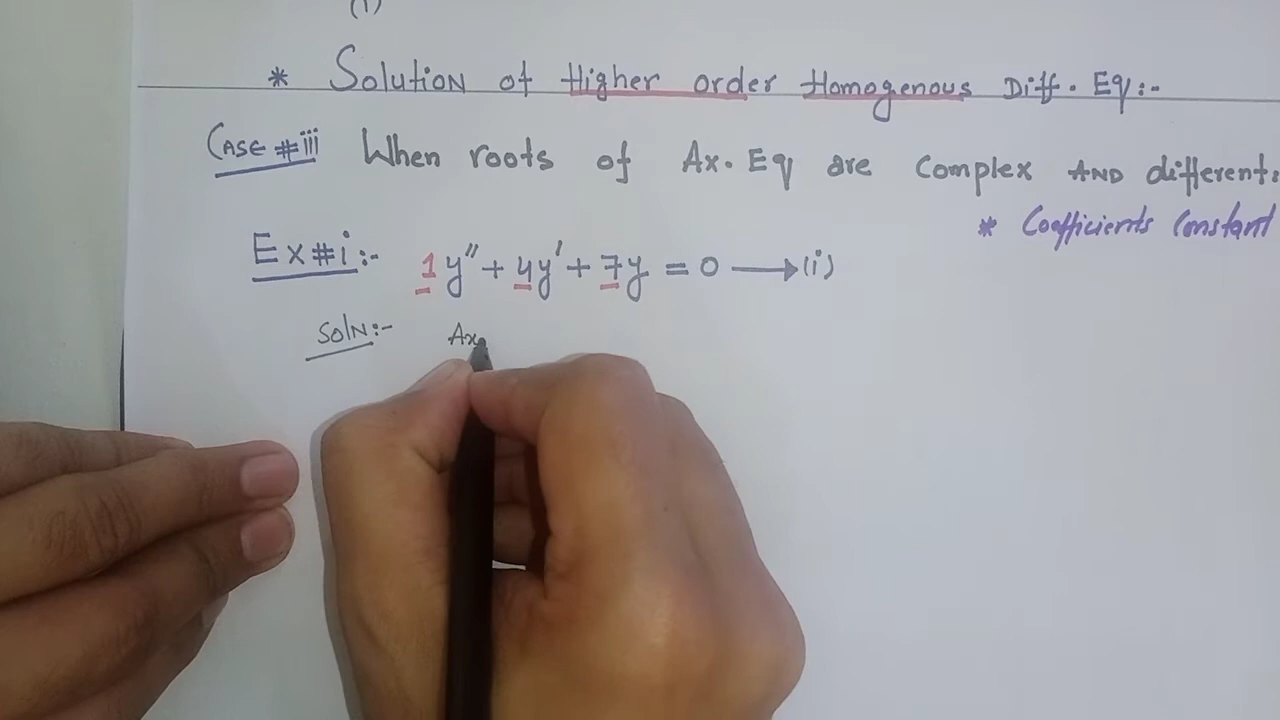 (1)
* Solution of Higher order Homogenous Diff. Eq:-
Case #iii When roots of Ax. Eq are Complex AND different.
* Coefficients Constant
Ex#i:- 1y'' + 4y' + 7y = 0 ⟶ (i)
Soln:- Ax.